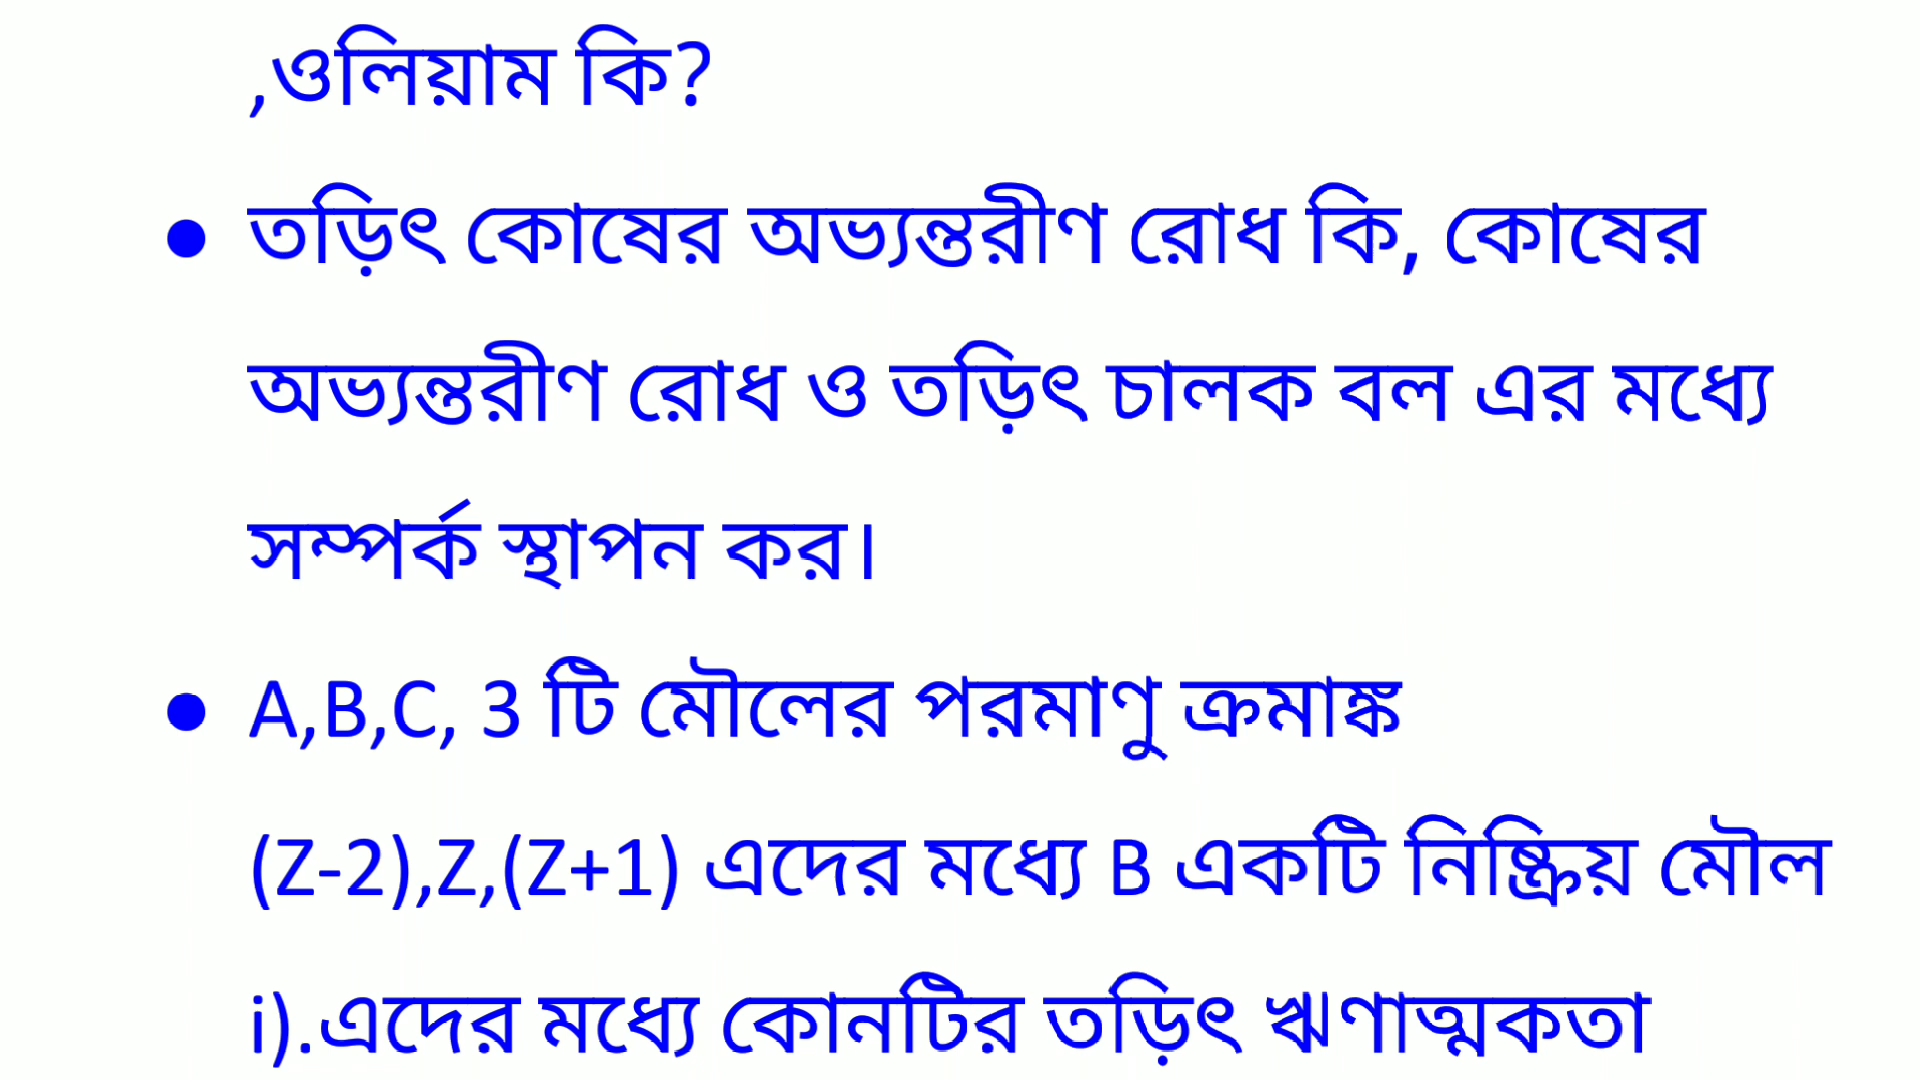 ,ওলিয়াম কি?
● তড়িৎ কোষের অভ্যন্তরীণ রোধ কি, কোষের
অভ্যন্তরীণ রোধ ও তড়িৎ চালক বল এর মধ্যে
সম্পর্ক স্থাপন কর।
● A,B,C, 3 টি মৌলের পরমাণু ক্রমাঙ্ক
(Z-2),Z,(Z+1) এদের মধ্যে B একটি নিষ্ক্রিয় মৌল
i).এদের মধ্যে কোনটির তড়িৎ ঋণাত্মকতা